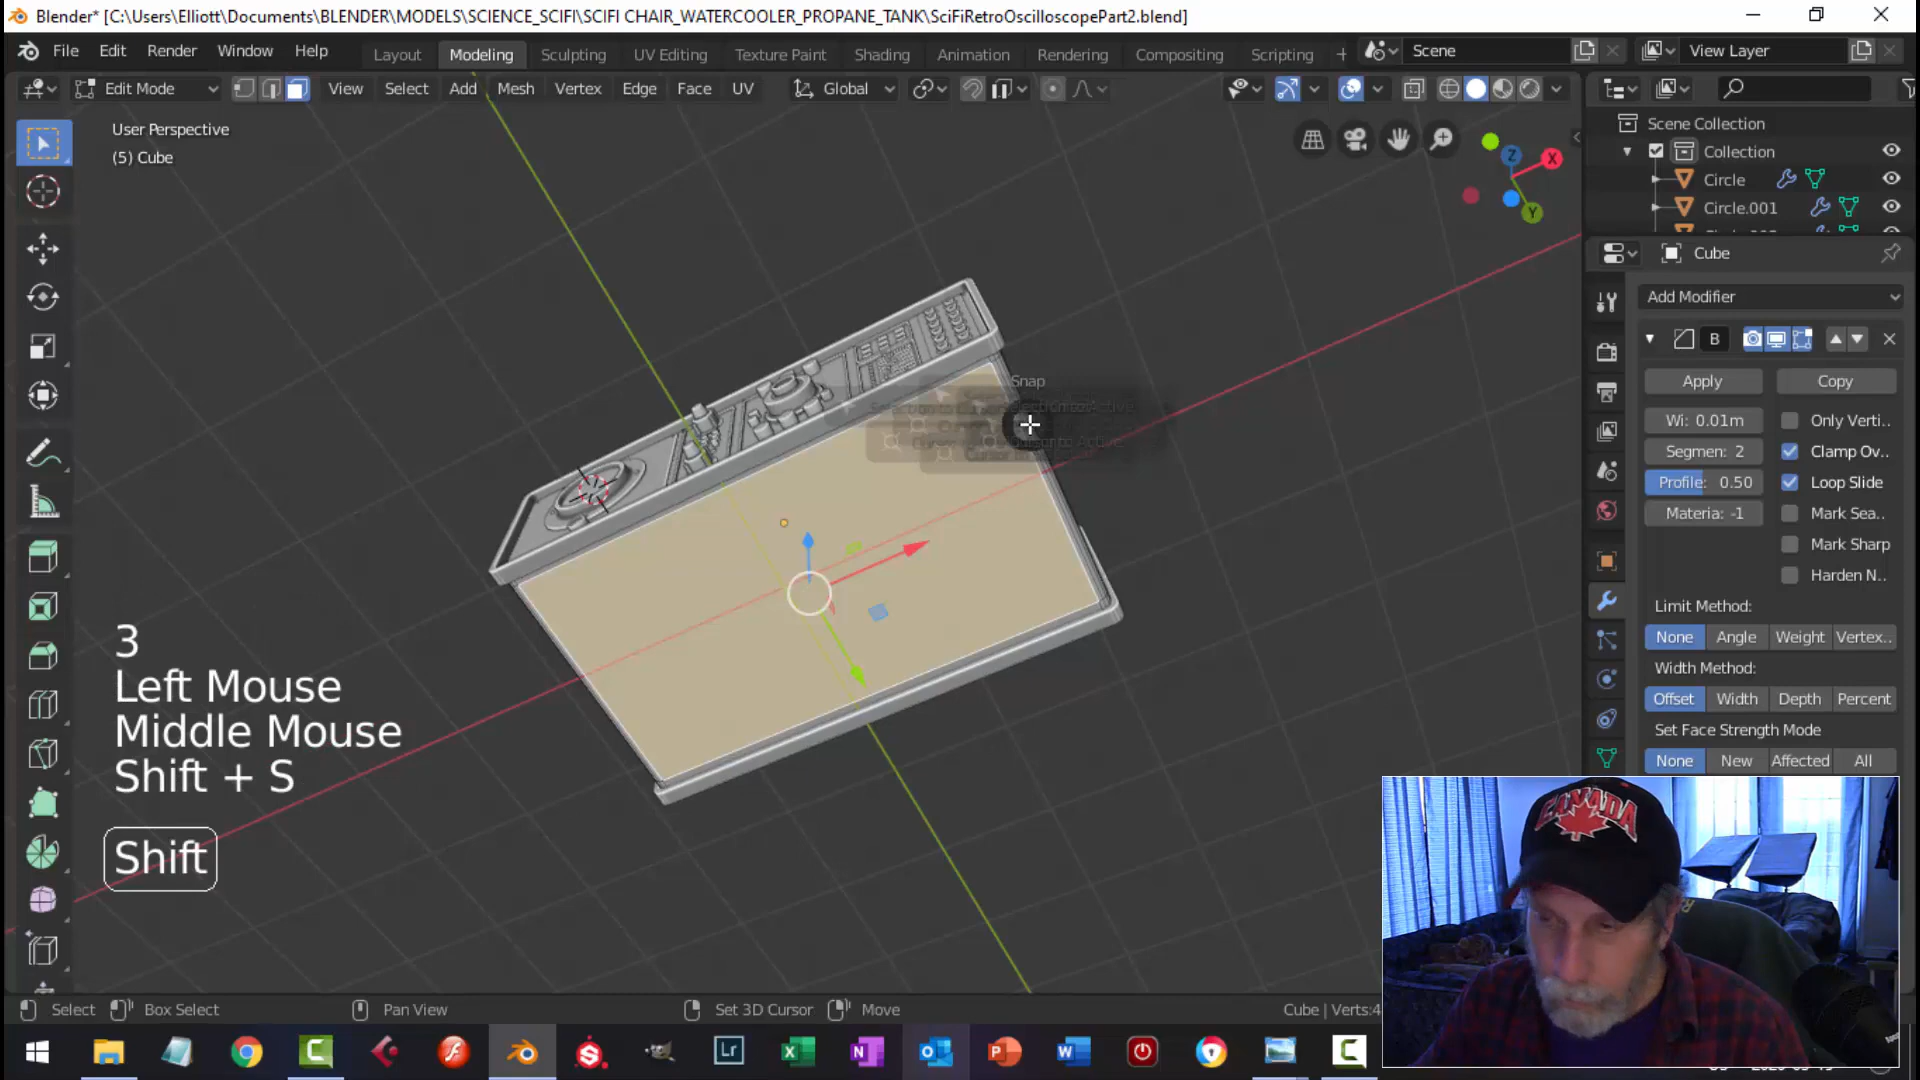 Blender* [C:\Users\Elliott\Documents\BLENDER\MODELS\SCIENCE_SCIFI\SCIFI CHAIR_WATERCOOLER_PROPANE_TANK\SciFiRetroOscilloscopePart2.blend]
File Edit Render Window Help Layout Modeling Sculpting UV Editing Texture Paint Shading Animation Rendering Compositing Scripting + Scene View Layer
Edit Mode View Select Add Mesh Vertex Edge Face UV Global
User Perspective
(5) Cube
Z X Y
Scene Collection
Collection
Circle
Circle.001
Cube
Add Modifier
B
Apply Copy
Wi: 0.01m Only Verti..
Segmen: 2 Clamp Ov..
Profile: 0.50 Loop Slide
Materia: -1 Mark Sea..
Mark Sharp
Harden N..
Limit Method:
None Angle Weight Vertex..
Width Method:
Offset Width Depth Percent
Set Face Strength Mode
None New Affected All
Snap
Cursor to Active
3
Left Mouse
Middle Mouse
Shift + S
Shift
CANADA
Select Box Select Pan View Set 3D Cursor Move Cube | Verts:4
Lr